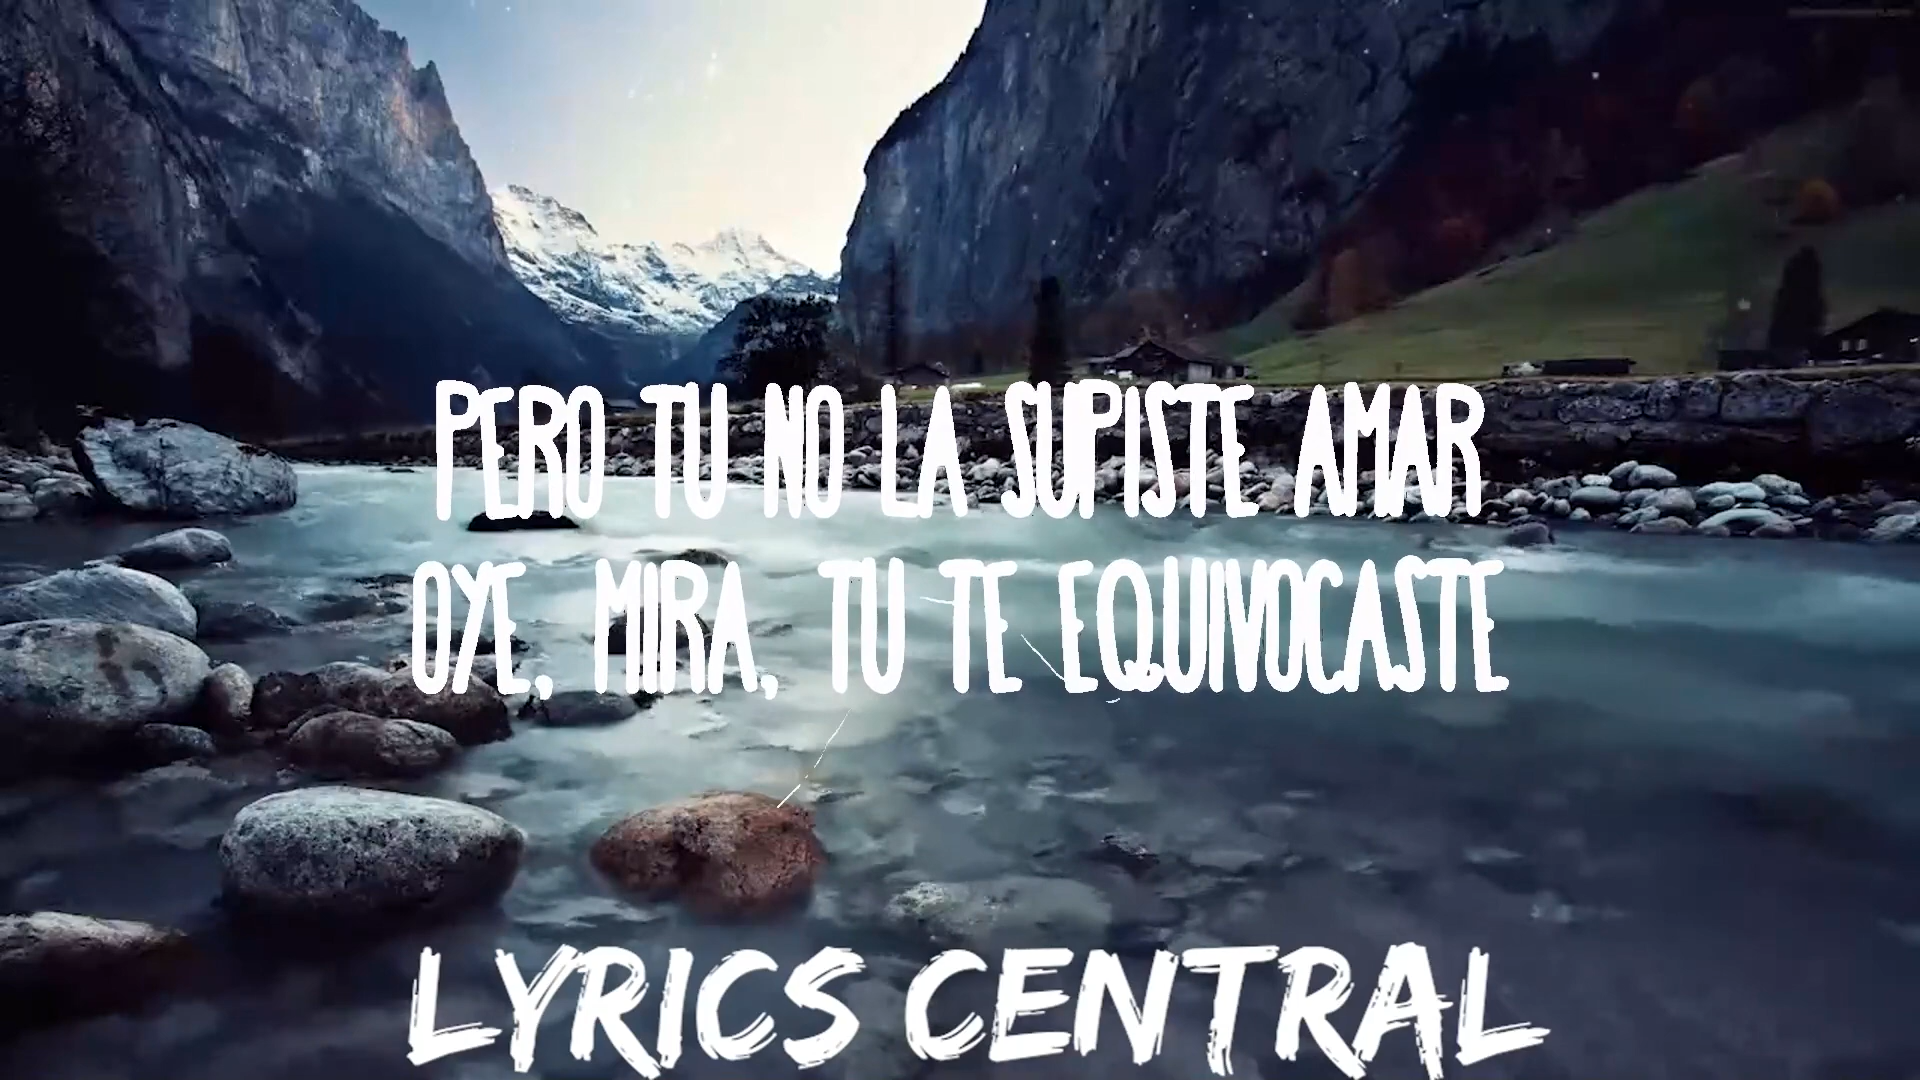 PERO TU NO LA SUPISTE AMAR
OYE, MIRA, TU TE EQUIVOCASTE
LYRICS CENTRAL